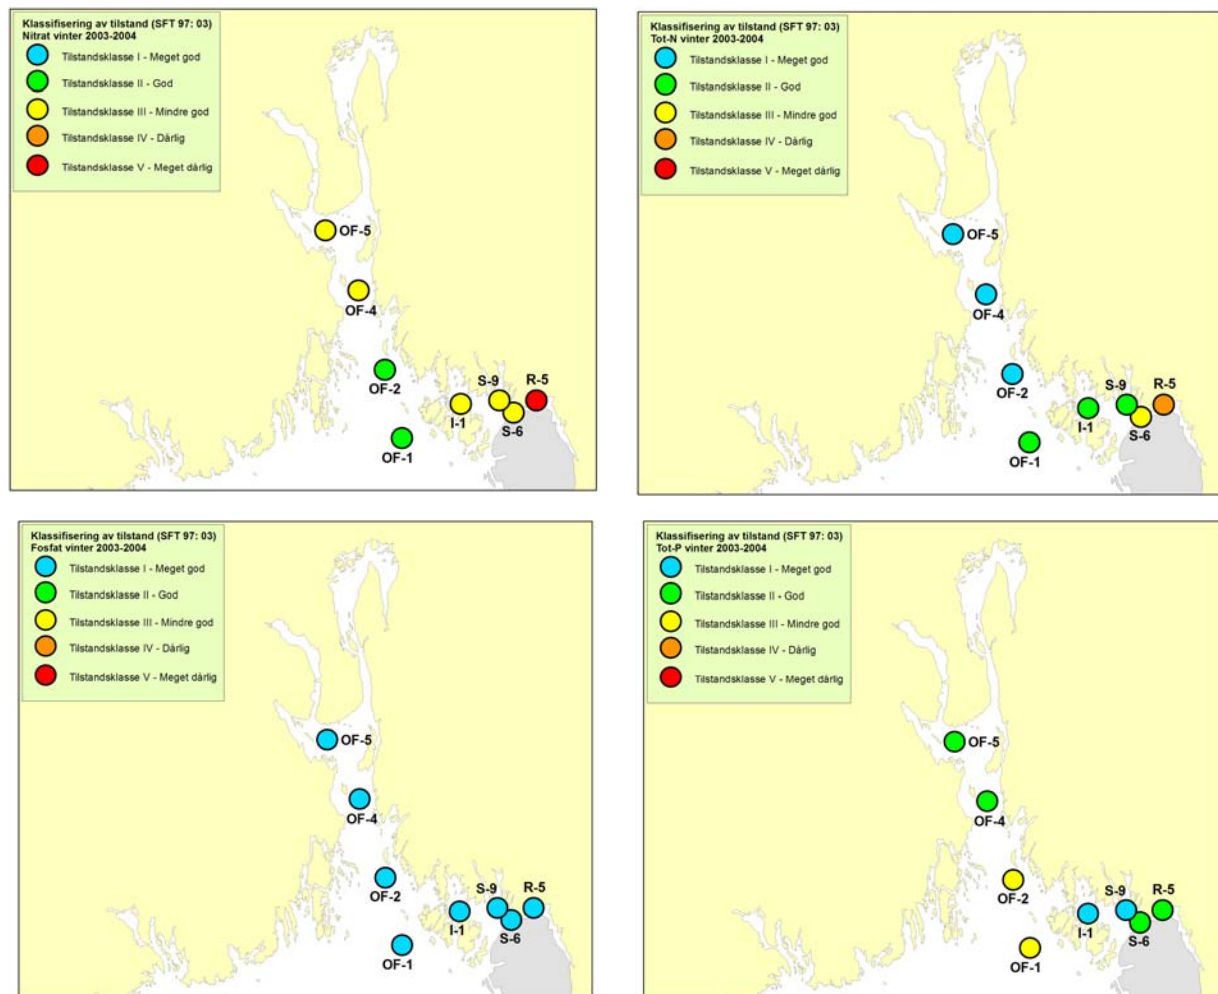 Klassifisering av tilstand (SFT 97: 03)
Nitrat vinter 2003-2004
Tilstandsklasse I - Meget god
Tilstandsklasse II - God
Tilstandsklasse III - Mindre god
Tilstandsklasse IV - Dårlig
Tilstandsklasse V - Meget dårlig
OF-5
OF-4
OF-2
S-9
R-5
I-1
S-6
OF-1
Klassifisering av tilstand (SFT 97: 03)
Tot-N vinter 2003-2004
Tilstandsklasse I - Meget god
Tilstandsklasse II - God
Tilstandsklasse III - Mindre god
Tilstandsklasse IV - Dårlig
Tilstandsklasse V - Meget dårlig
OF-5
OF-4
OF-2
S-9
R-5
I-1
S-6
OF-1
Klassifisering av tilstand (SFT 97: 03)
Fosfat vinter 2003-2004
Tilstandsklasse I - Meget god
Tilstandsklasse II - God
Tilstandsklasse III - Mindre god
Tilstandsklasse IV - Dårlig
Tilstandsklasse V - Meget dårlig
OF-5
OF-4
OF-2
S-9
R-5
I-1
S-6
OF-1
Klassifisering av tilstand (SFT 97: 03)
Tot-P vinter 2003-2004
Tilstandsklasse I - Meget god
Tilstandsklasse II - God
Tilstandsklasse III - Mindre god
Tilstandsklasse IV - Dårlig
Tilstandsklasse V - Meget dårlig
OF-5
OF-4
OF-2
S-9
R-5
I-1
S-6
OF-1